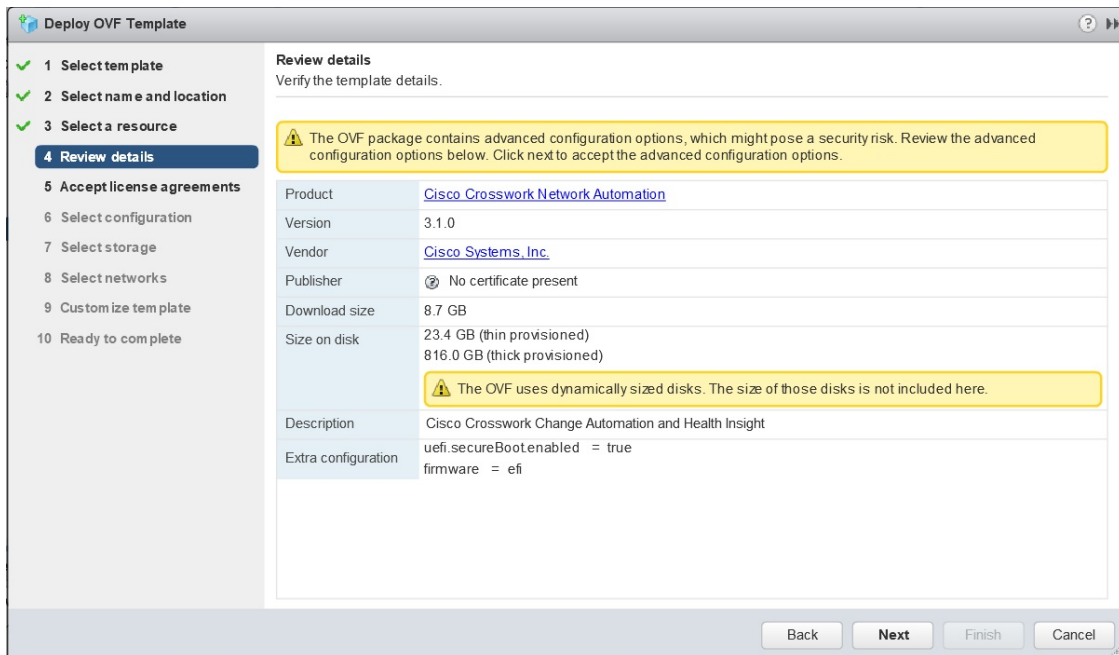 Deploy OVF Template
1 Select template
2 Select name and location
3 Select a resource
4 Review details
5 Accept license agreements
6 Select configuration
7 Select storage
8 Select networks
9 Customize template
10 Ready to complete
Review details
Verify the template details.
The OVF package contains advanced configuration options, which might pose a security risk. Review the advanced
configuration options below. Click next to accept the advanced configuration options.
Product Cisco Crosswork Network Automation
Version 3.1.0
Vendor Cisco Systems, Inc.
Publisher No certificate present
Download size 8.7 GB
Size on disk 23.4 GB (thin provisioned)
816.0 GB (thick provisioned)
The OVF uses dynamically sized disks. The size of those disks is not included here.
Description Cisco Crosswork Change Automation and Health Insight
Extra configuration uefi.secureBoot.enabled = true
firmware = efi
Back Next Finish Cancel